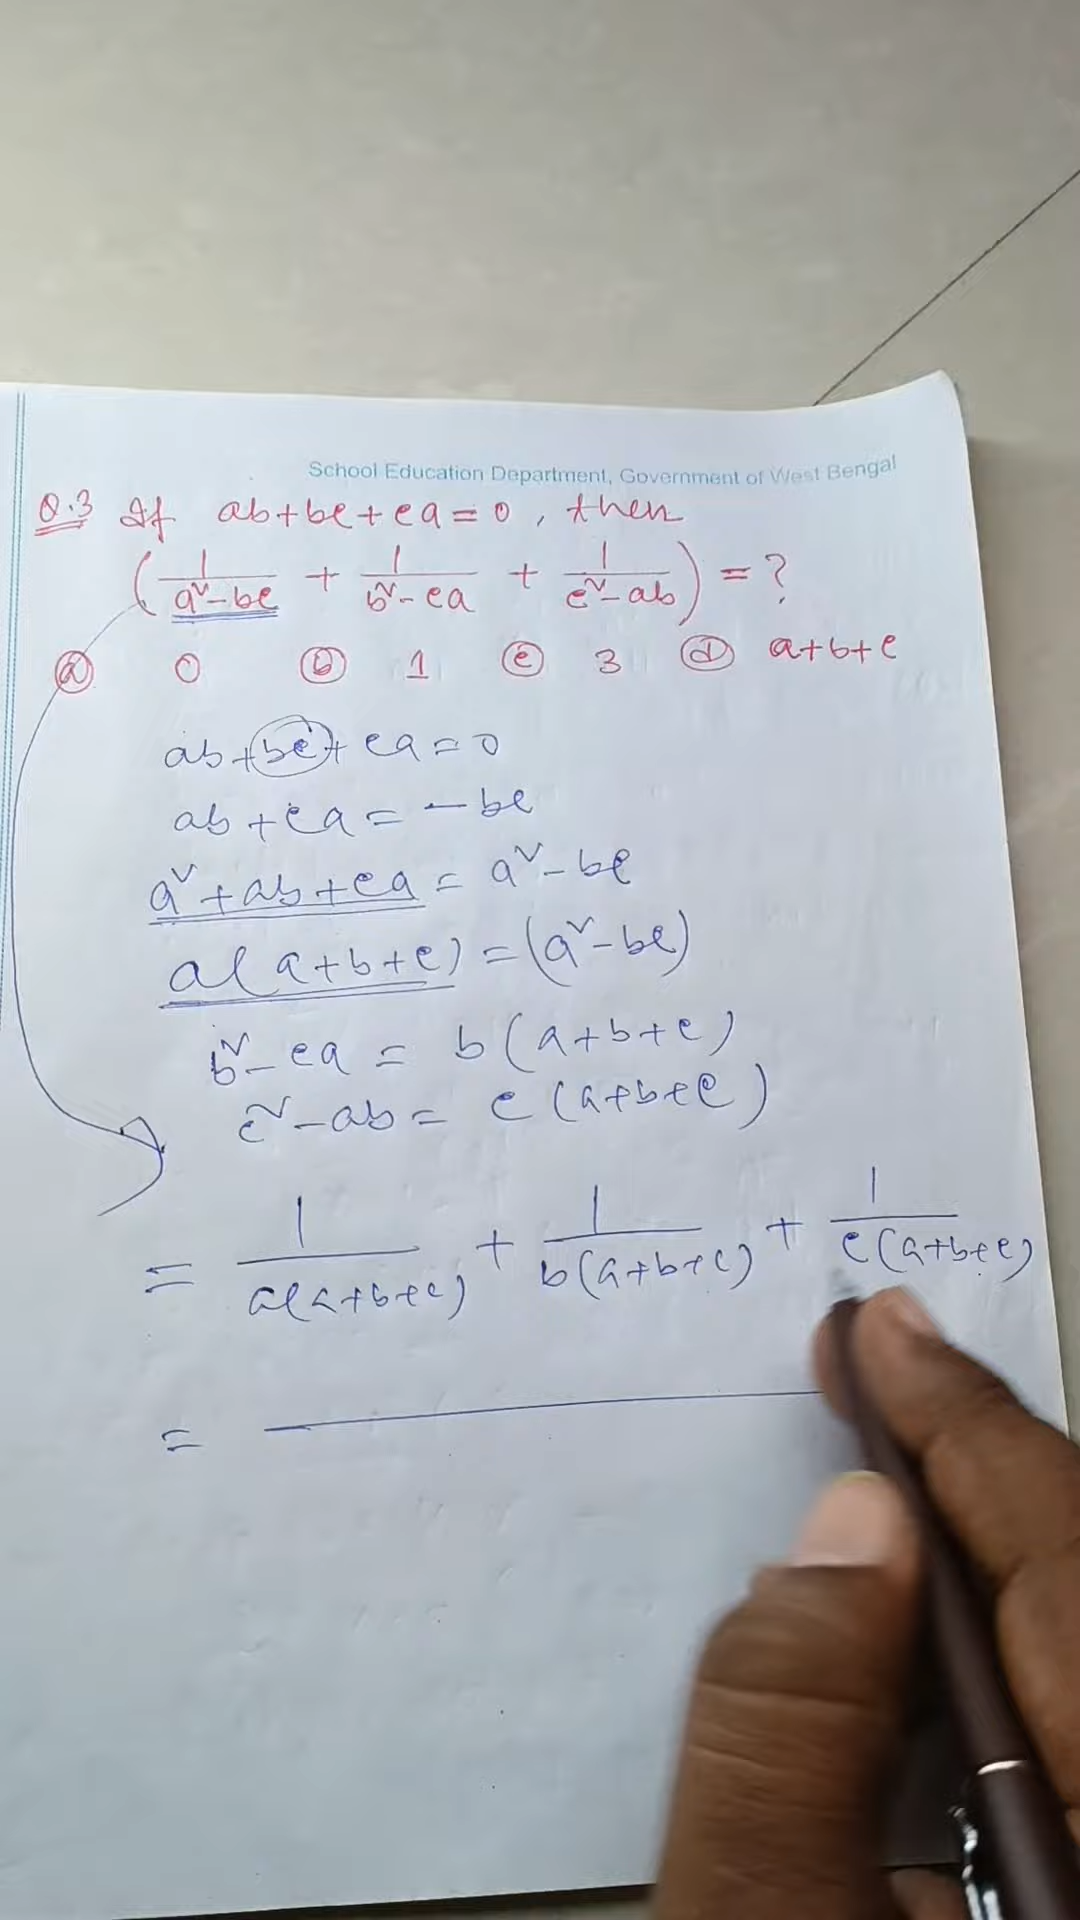 School Education Department, Government of West Bengal
Q.3 If ab+bc+ca=0, then
(1/(a²-bc) + 1/(b²-ca) + 1/(c²-ab)) = ?
ⓐ 0 ⓑ 1 ⓒ 3 ⓓ a+b+c
ab+bc+ca=0
ab+ca=-bc
a²+ab+ca=a²-bc
a(a+b+c)=(a²-bc)
b²-ca=b(a+b+c)
c²-ab=c(a+b+c)
= 1/a(a+b+c) + 1/b(a+b+c) + 1/c(a+b+c)
=